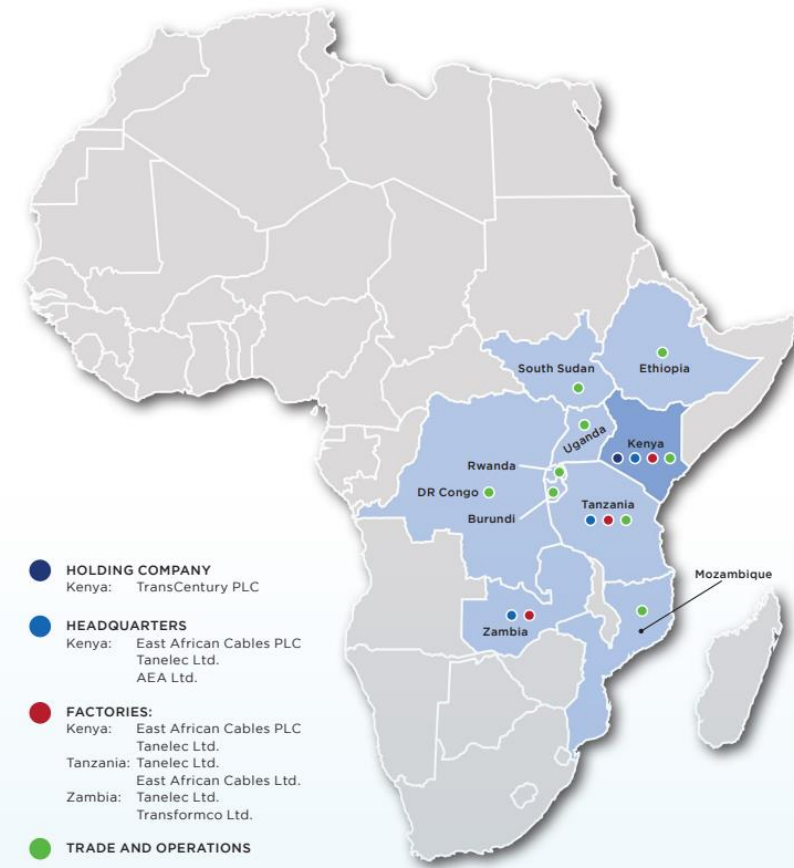 South Sudan
Ethiopia
Uganda
Kenya
Rwanda
DR Congo
Burundi
Tanzania
Mozambique
Zambia
HOLDING COMPANY
Kenya: TransCentury PLC
HEADQUARTERS
Kenya: East African Cables PLC
Tanelec Ltd.
AEA Ltd.
FACTORIES:
Kenya: East African Cables PLC
Tanelec Ltd.
Tanzania: Tanelec Ltd.
East African Cables Ltd.
Zambia: Tanelec Ltd.
Transformco Ltd.
TRADE AND OPERATIONS